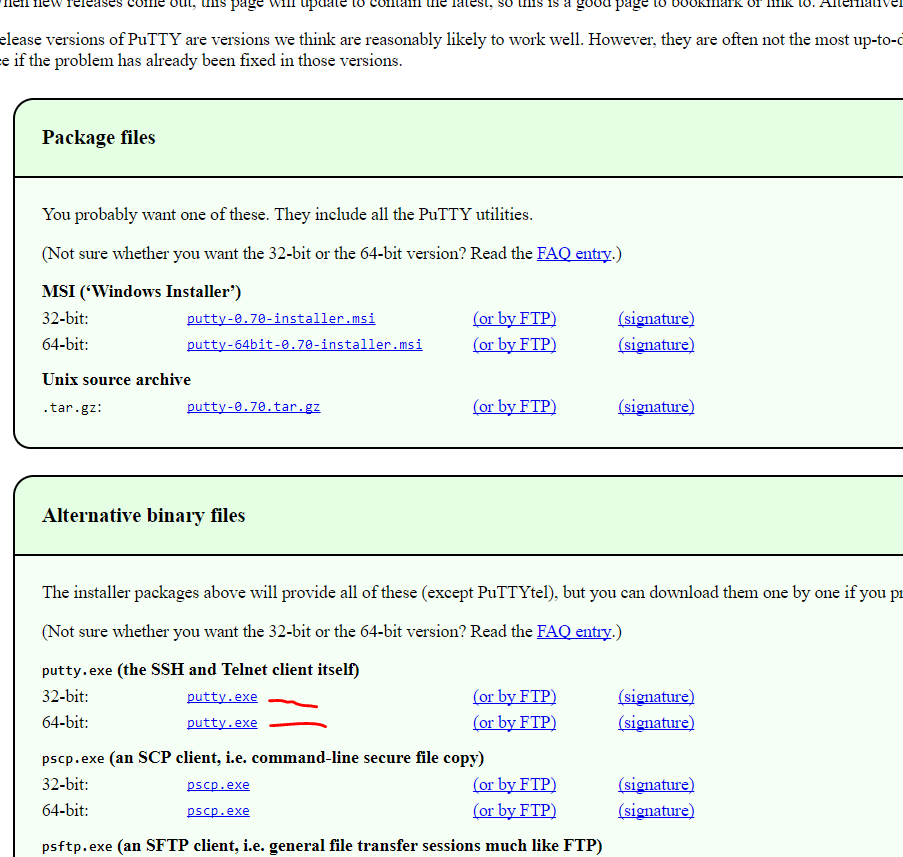 hen new releases come out, this page will update to contain the latest, so this is a good page to bookmark or link to. Alternativel
elease versions of PuTTY are versions we think are reasonably likely to work well. However, they are often not the most up-to-d
e if the problem has already been fixed in those versions.
Package files
You probably want one of these. They include all the PuTTY utilities.
(Not sure whether you want the 32-bit or the 64-bit version? Read the FAQ entry.)
MSI (‘Windows Installer’)
32-bit: putty-0.70-installer.msi (or by FTP) (signature)
64-bit: putty-64bit-0.70-installer.msi (or by FTP) (signature)
Unix source archive
.tar.gz: putty-0.70.tar.gz (or by FTP) (signature)
Alternative binary files
The installer packages above will provide all of these (except PuTTYtel), but you can download them one by one if you pr
(Not sure whether you want the 32-bit or the 64-bit version? Read the FAQ entry.)
putty.exe (the SSH and Telnet client itself)
32-bit: putty.exe (or by FTP) (signature)
64-bit: putty.exe (or by FTP) (signature)
pscp.exe (an SCP client, i.e. command-line secure file copy)
32-bit: pscp.exe (or by FTP) (signature)
64-bit: pscp.exe (or by FTP) (signature)
psftp.exe (an SFTP client, i.e. general file transfer sessions much like FTP)